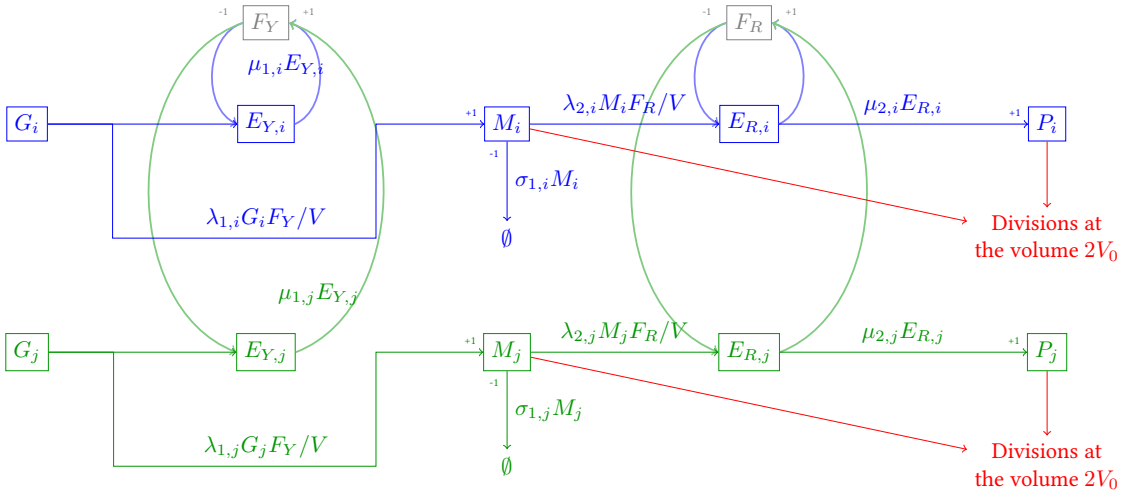 -1 F_Y +1 -1 F_R +1
μ_{1,i}E_{Y,i}
λ_{2,i}M_iF_R/V μ_{2,i}E_{R,i}
G_i E_{Y,i} +1 M_i E_{R,i} +1 P_i
-1
σ_{1,i}M_i
λ_{1,i}G_iF_Y/V
∅
Divisions at
the volume 2V_0
μ_{1,j}E_{Y,j}
λ_{2,j}M_jF_R/V μ_{2,j}E_{R,j}
G_j E_{Y,j} +1 M_j E_{R,j} +1 P_j
-1
σ_{1,j}M_j
λ_{1,j}G_jF_Y/V
∅
Divisions at
the volume 2V_0